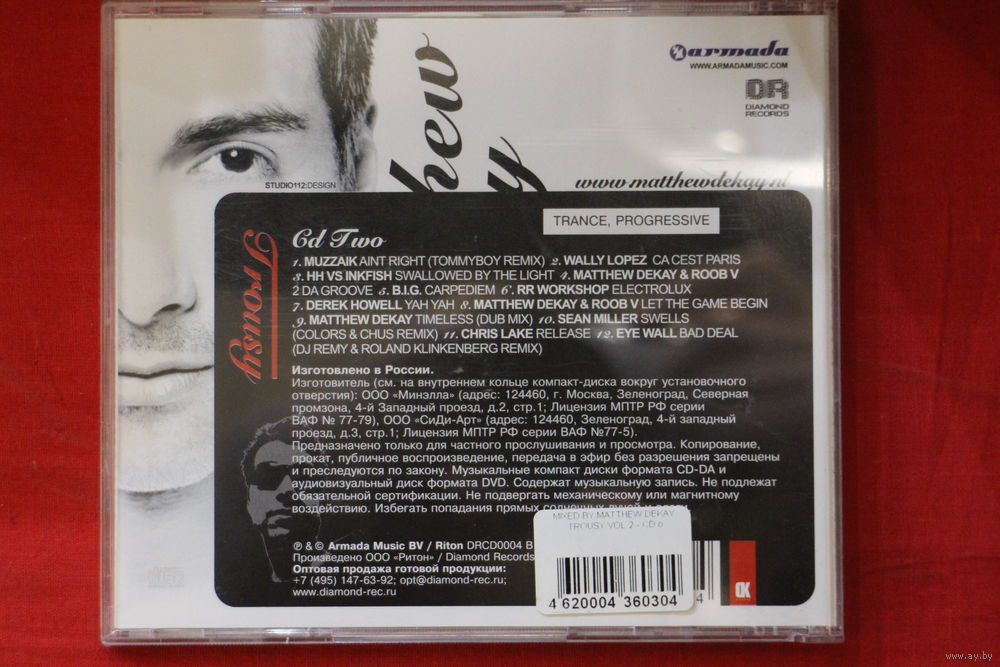 armada
WWW.ARMADAMUSIC.COM
DR
DIAMOND
RECORDS
hew
y
STUDIO112:DESIGN
www.matthewdekay.nl
TRANCE, PROGRESSIVE
Trousy
Cd Two
1. MUZZAIK AINT RIGHT (TOMMYBOY REMIX) 2. WALLY LOPEZ CA CEST PARIS
3. HH VS INKFISH SWALLOWED BY THE LIGHT 4. MATTHEW DEKAY & ROOB V
2 DA GROOVE 5. B.I.G. CARPEDIEM 6. RR WORKSHOP ELECTROLUX
7. DEREK HOWELL YAH YAH 8. MATTHEW DEKAY & ROOB V LET THE GAME BEGIN
9. MATTHEW DEKAY TIMELESS (DUB MIX) 10. SEAN MILLER SWELLS
(COLORS & CHUS REMIX) 11. CHRIS LAKE RELEASE 12. EYE WALL BAD DEAL
(DJ REMY & ROLAND KLINKENBERG REMIX)
Изготовлено в России.
Изготовитель (см. на внутреннем кольце компакт-диска вокруг установочного
отверстия): ООО «Минэлла» (адрес: 124460, г. Москва, Зеленоград, Северная
промзона, 4-й Западный проезд, д.2, стр.1; Лицензия МПТР РФ серии
ВАФ № 77-79), ООО «СиДи-Арт» (адрес: 124460, Зеленоград, 4-й западный
проезд, д.3, стр.1; Лицензия МПТР РФ серии ВАФ №77-5).
Предназначено только для частного прослушивания и просмотра. Копирование,
прокат, публичное воспроизведение, передача в эфир без разрешения запрещены
и преследуются по закону. Музыкальные компакт диски формата CD-DA и
аудиовизуальный диск формата DVD. Содержат музыкальную запись. Не подлежат
обязательной сертификации. Не подвергать механическому или магнитному
воздействию. Избегать попадания прямых солнечных лучей
MIXED BY MATTHEW DEKAY
TROUSY VOL.2 - CD 6
℗ & © Armada Music BV / Riton DRCD0004 B
Произведено ООО «Ритон» / Diamond Records
Оптовая продажа готовой продукции:
+7 (495) 147-63-92; opt@diamond-rec.ru;
www.diamond-rec.ru
4 620004 360304
4
DK
www.ay.by